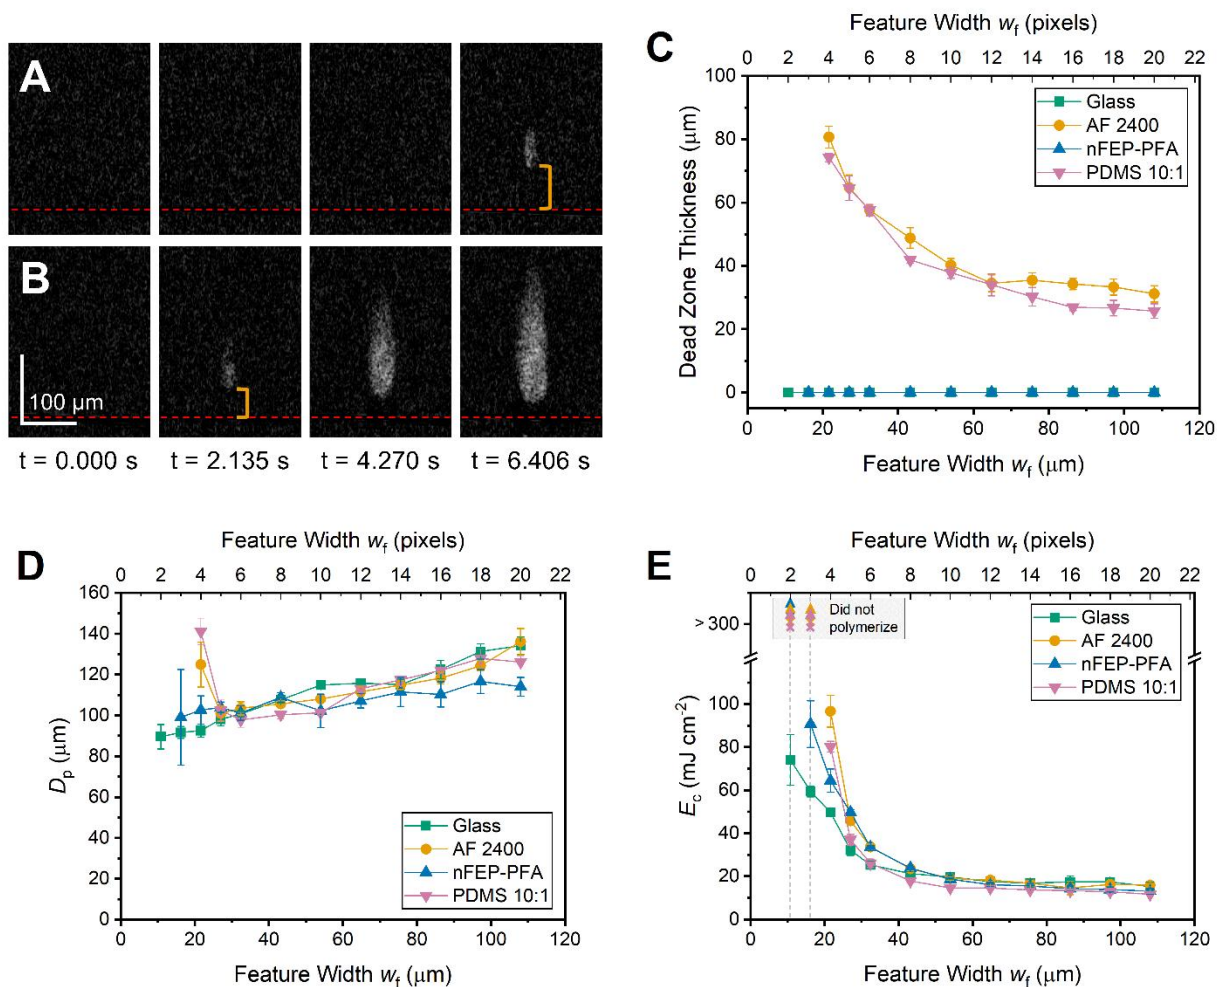 A
B
100 μm
t = 0.000 s t = 2.135 s t = 4.270 s t = 6.406 s
C
Feature Width wf (pixels)
0 2 4 6 8 10 12 14 16 18 20 22
Dead Zone Thickness (μm)
100
80
60
40
20
0
Glass
AF 2400
nFEP-PFA
PDMS 10:1
0 20 40 60 80 100 120
Feature Width wf (μm)
D
Feature Width wf (pixels)
0 2 4 6 8 10 12 14 16 18 20 22
Dp (μm)
160
140
120
100
80
60
40
20
0
Glass
AF 2400
nFEP-PFA
PDMS 10:1
0 20 40 60 80 100 120
Feature Width wf (μm)
E
Feature Width wf (pixels)
0 2 4 6 8 10 12 14 16 18 20 22
Ec (mJ cm-2)
> 300
100
80
60
40
20
0
Did not
polymerize
Glass
AF 2400
nFEP-PFA
PDMS 10:1
0 20 40 60 80 100 120
Feature Width wf (μm)